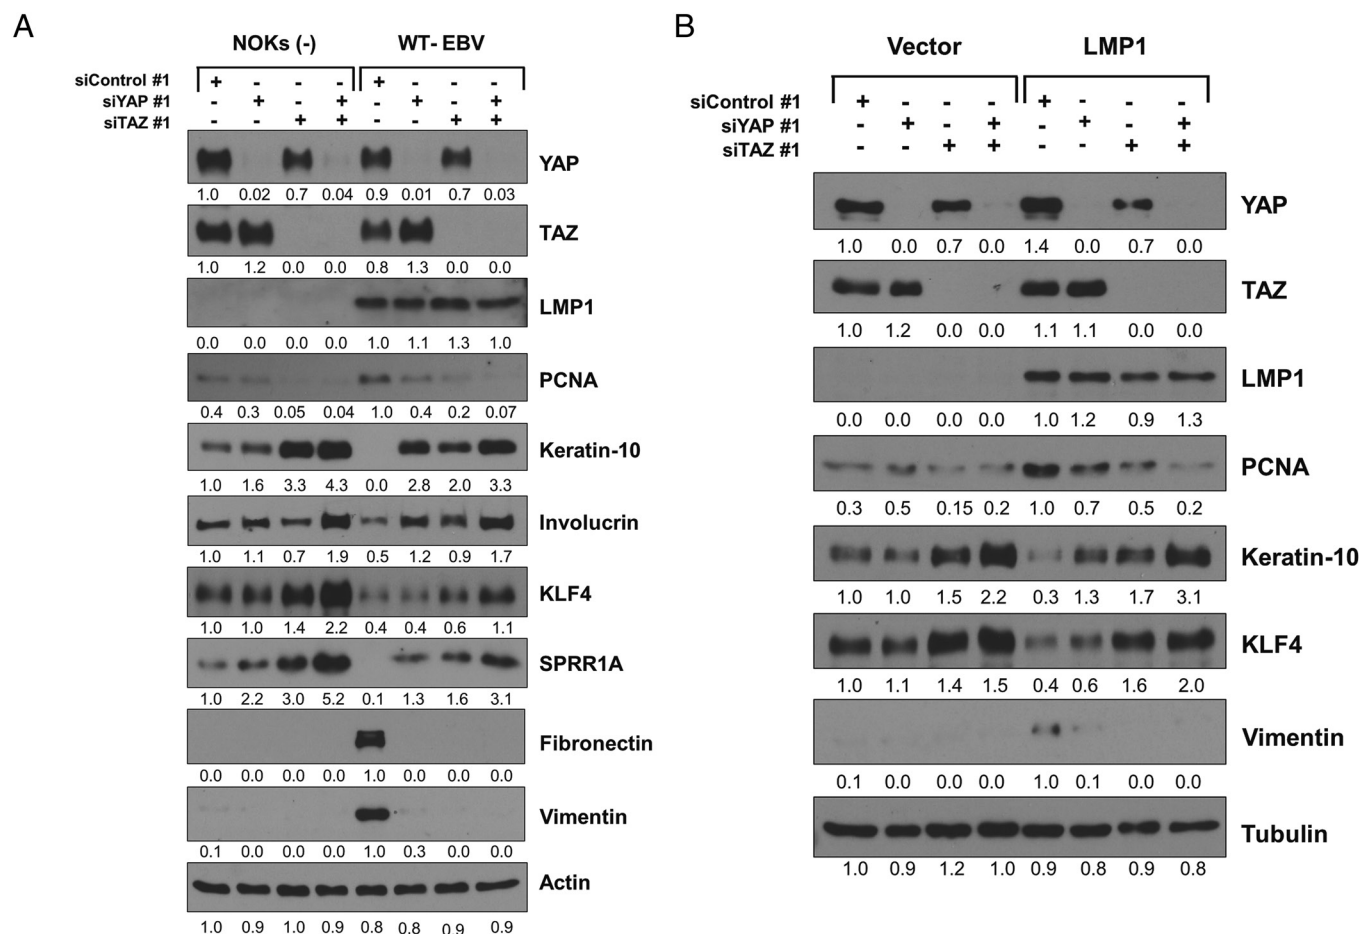 A
NOKs (-) WT- EBV
siControl #1 + - - - + - - -
siYAP #1 - + - + - + - +
siTAZ #1 - - + + - - + +
YAP
1.0 0.02 0.7 0.04 0.9 0.01 0.7 0.03
TAZ
1.0 1.2 0.0 0.0 0.8 1.3 0.0 0.0
LMP1
0.0 0.0 0.0 0.0 1.0 1.1 1.3 1.0
PCNA
0.4 0.3 0.05 0.04 1.0 0.4 0.2 0.07
Keratin-10
1.0 1.6 3.3 4.3 0.0 2.8 2.0 3.3
Involucrin
1.0 1.1 0.7 1.9 0.5 1.2 0.9 1.7
KLF4
1.0 1.0 1.4 2.2 0.4 0.4 0.6 1.1
SPRR1A
1.0 2.2 3.0 5.2 0.1 1.3 1.6 3.1
Fibronectin
0.0 0.0 0.0 0.0 1.0 0.0 0.0 0.0
Vimentin
0.1 0.0 0.0 0.0 1.0 0.3 0.0 0.0
Actin
1.0 0.9 1.0 0.9 0.8 0.8 0.9 0.9
B
Vector LMP1
siControl #1 + - - - + - - -
siYAP #1 - + - + - + - +
siTAZ #1 - - + + - - + +
YAP
1.0 0.0 0.7 0.0 1.4 0.0 0.7 0.0
TAZ
1.0 1.2 0.0 0.0 1.1 1.1 0.0 0.0
LMP1
0.0 0.0 0.0 0.0 1.0 1.2 0.9 1.3
PCNA
0.3 0.5 0.15 0.2 1.0 0.7 0.5 0.2
Keratin-10
1.0 1.0 1.5 2.2 0.3 1.3 1.7 3.1
KLF4
1.0 1.1 1.4 1.5 0.4 0.6 1.6 2.0
Vimentin
0.1 0.0 0.0 0.0 1.0 0.1 0.0 0.0
Tubulin
1.0 0.9 1.2 1.0 0.9 0.8 0.9 0.8